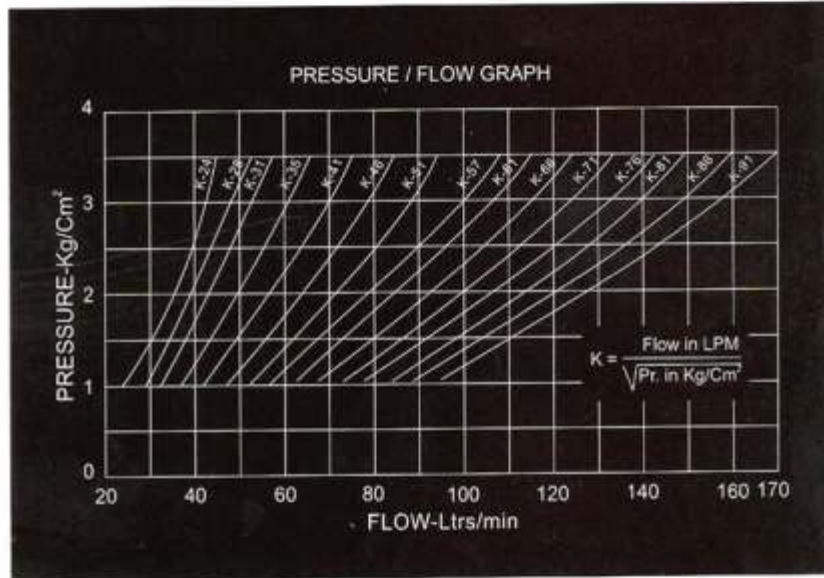 PRESSURE / FLOW GRAPH
4
3
2
1
0
PRESSURE-Kg/Cm²
K-24 K-28 K-31 K-35 K-41 K-46 K-51 K-57 K-61 K-66 K-71 K-76 K-81 K-86 K-91
K = Flow in LPM
√Pr. in Kg/Cm²
20 40 60 80 100 120 140 160 170
FLOW-Ltrs/min